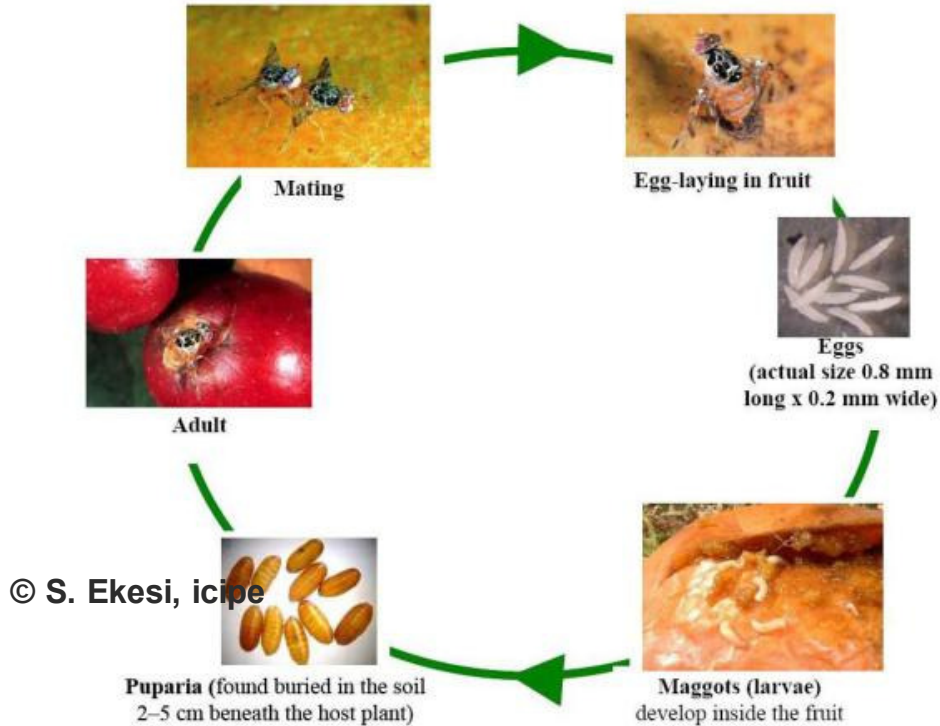 Mating
Egg-laying in fruit
Eggs
(actual size 0.8 mm
long x 0.2 mm wide)
Adult
© S. Ekesi, icipe
Puparia (found buried in the soil
2–5 cm beneath the host plant)
Maggots (larvae)
develop inside the fruit